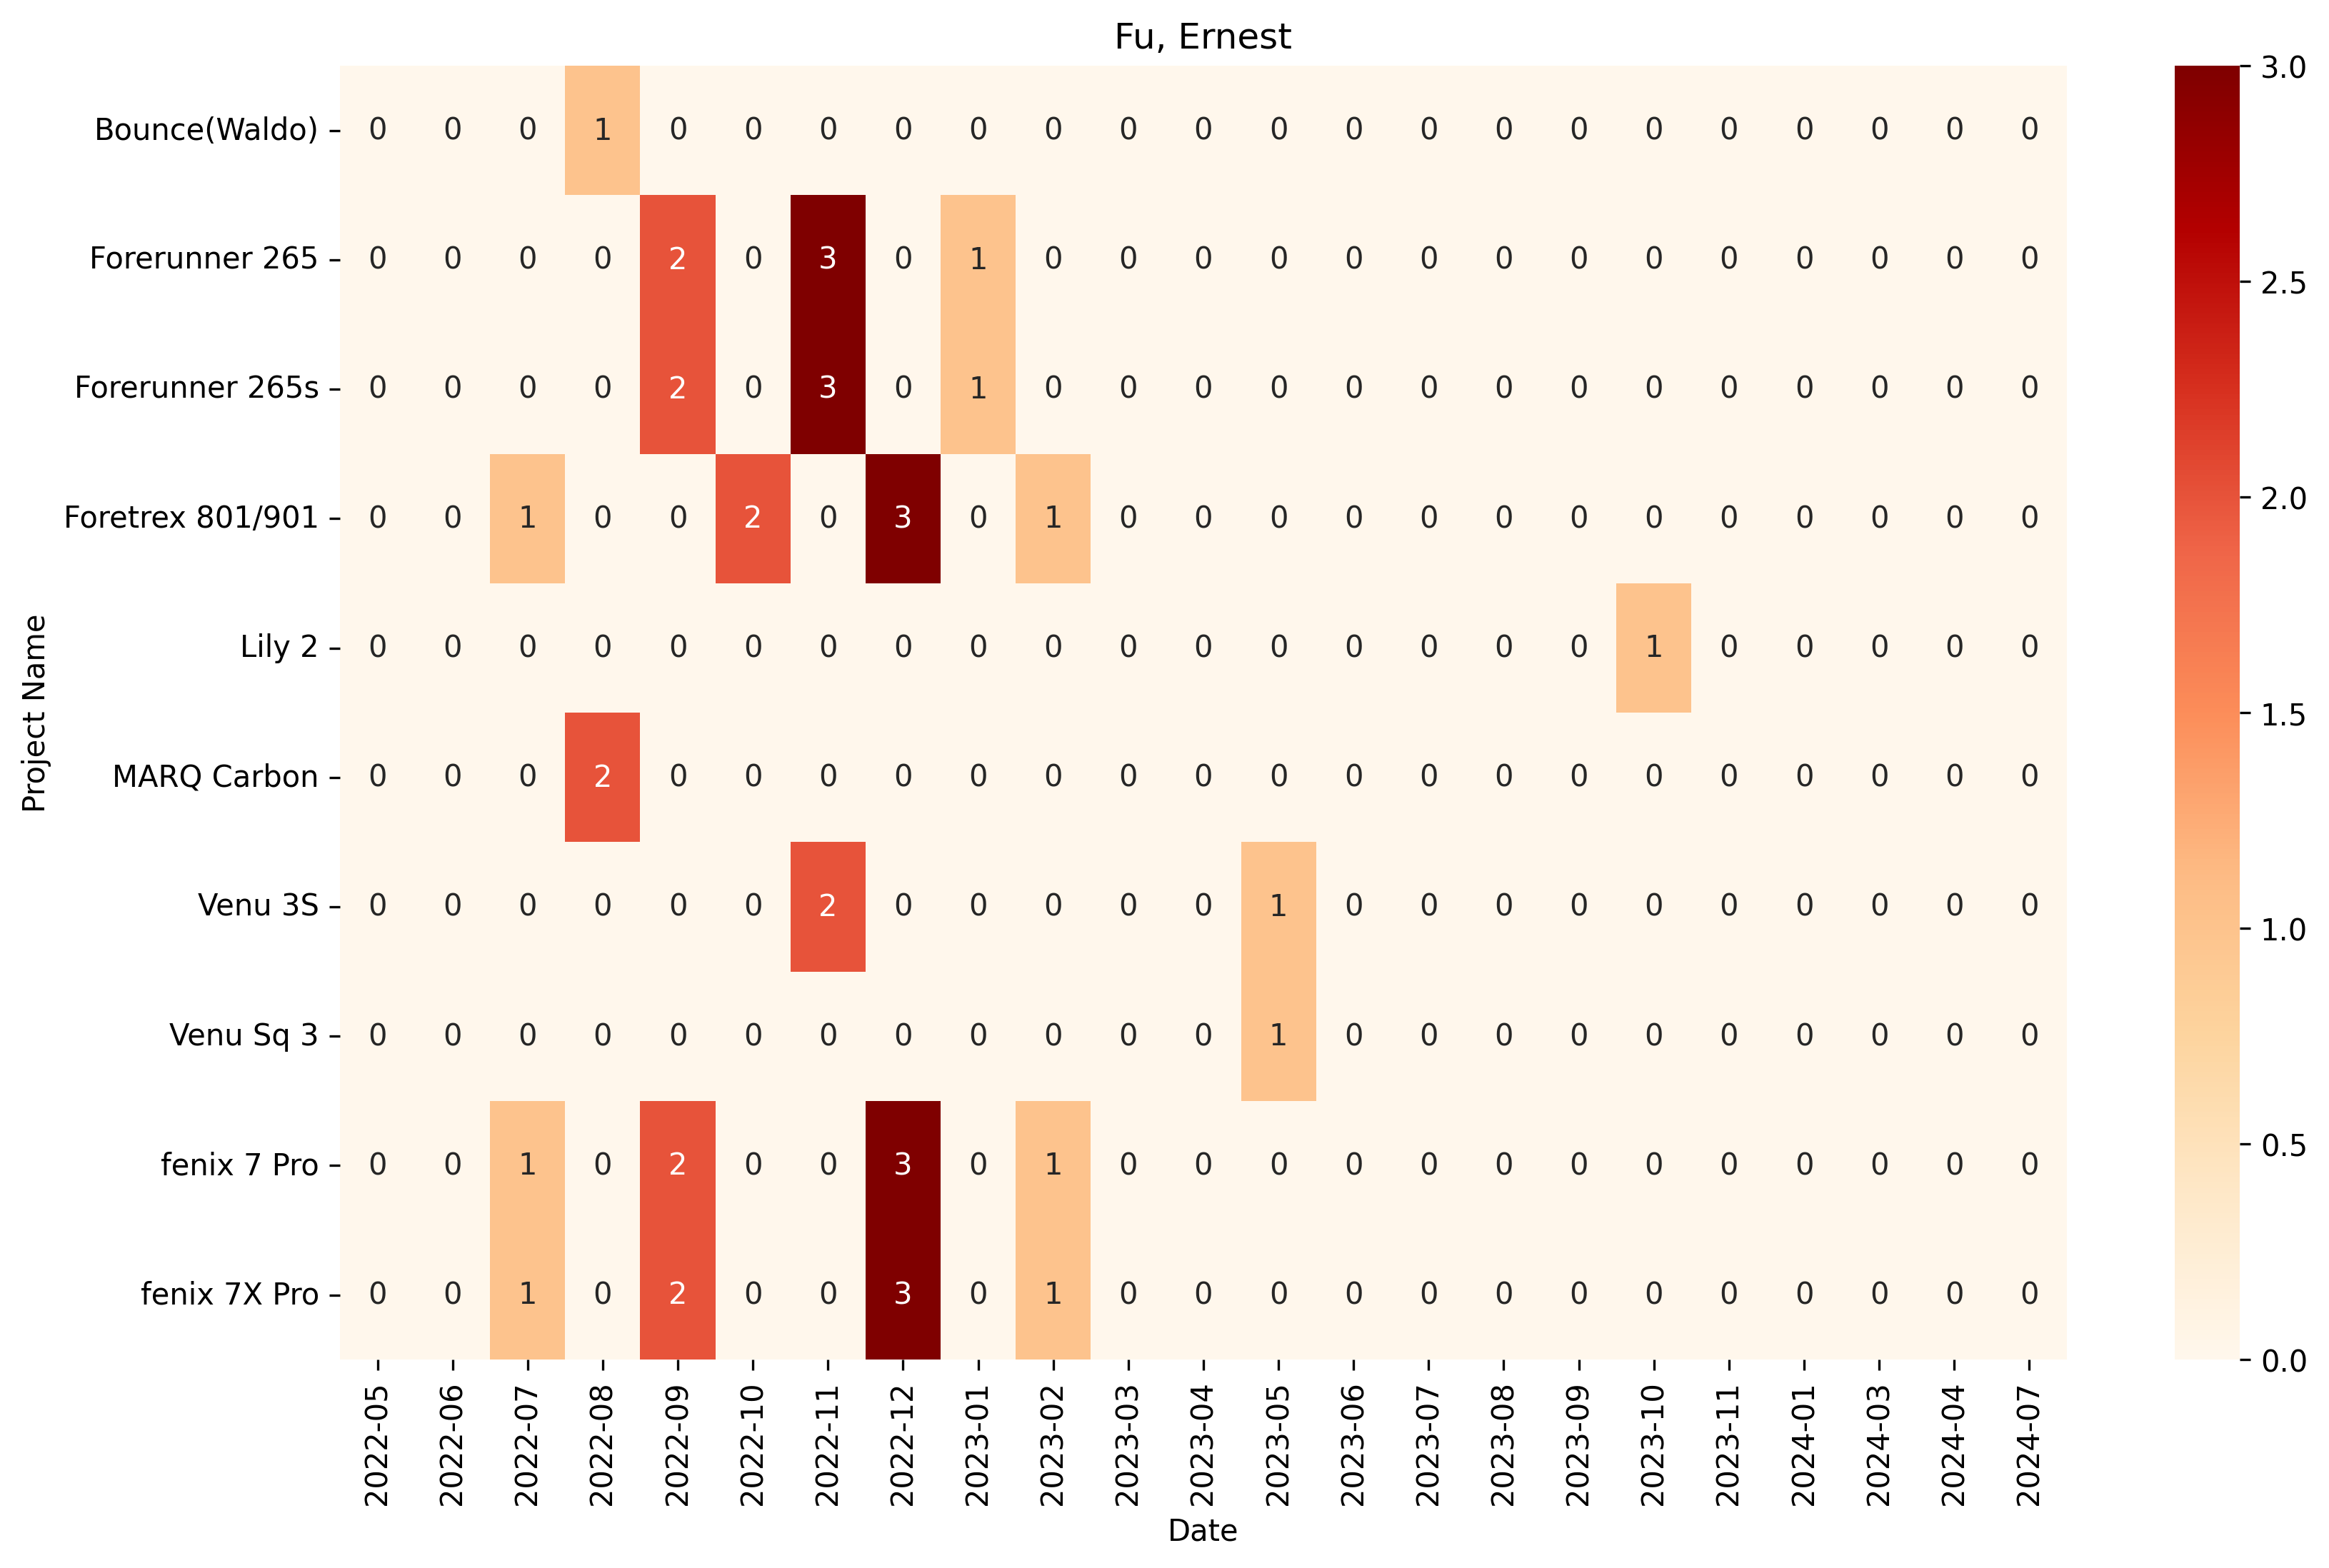 Fu, Ernest
Bounce(Waldo) 0 0 0 1 0 0 0 0 0 0 0 0 0 0 0 0 0 0 0 0 0 0 0
Forerunner 265 0 0 0 0 2 0 3 0 1 0 0 0 0 0 0 0 0 0 0 0 0 0 0
Forerunner 265s 0 0 0 0 2 0 3 0 1 0 0 0 0 0 0 0 0 0 0 0 0 0 0
Foretrex 801/901 0 0 1 0 0 2 0 3 0 1 0 0 0 0 0 0 0 0 0 0 0 0 0
Lily 2 0 0 0 0 0 0 0 0 0 0 0 0 0 0 0 0 0 1 0 0 0 0 0
MARQ Carbon 0 0 0 2 0 0 0 0 0 0 0 0 0 0 0 0 0 0 0 0 0 0 0
Venu 3S 0 0 0 0 0 0 2 0 0 0 0 0 1 0 0 0 0 0 0 0 0 0 0
Venu Sq 3 0 0 0 0 0 0 0 0 0 0 0 0 1 0 0 0 0 0 0 0 0 0 0
fenix 7 Pro 0 0 1 0 2 0 0 3 0 1 0 0 0 0 0 0 0 0 0 0 0 0 0
fenix 7X Pro 0 0 1 0 2 0 0 3 0 1 0 0 0 0 0 0 0 0 0 0 0 0 0
2022-05 2022-06 2022-07 2022-08 2022-09 2022-10 2022-11 2022-12 2023-01 2023-02 2023-03 2023-04 2023-05 2023-06 2023-07 2023-08 2023-09 2023-10 2023-11 2024-01 2024-03 2024-04 2024-07
Date
Project Name
3.0
2.5
2.0
1.5
1.0
0.5
0.0